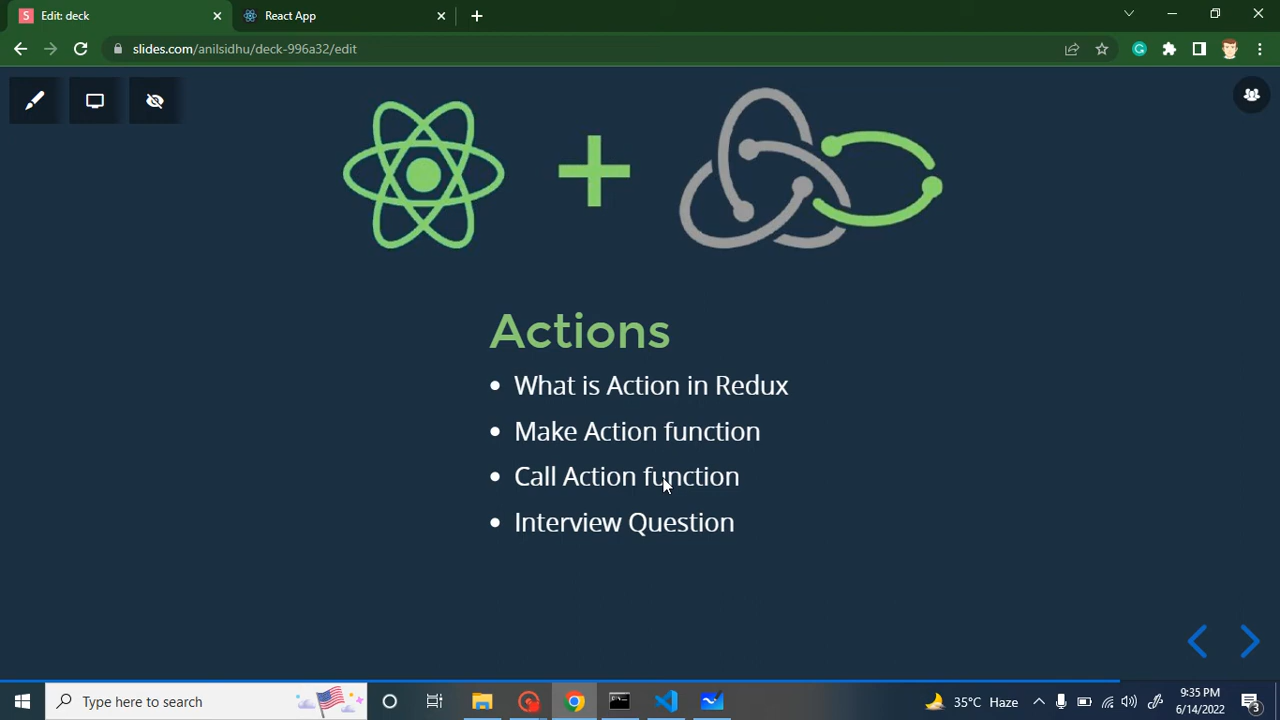 Edit: deck
React App
slides.com/anilsidhu/deck-996a32/edit
Actions
What is Action in Redux
Make Action function
Call Action function
Interview Question
Type here to search
35°C Haze
9:35 PM
6/14/2022
3